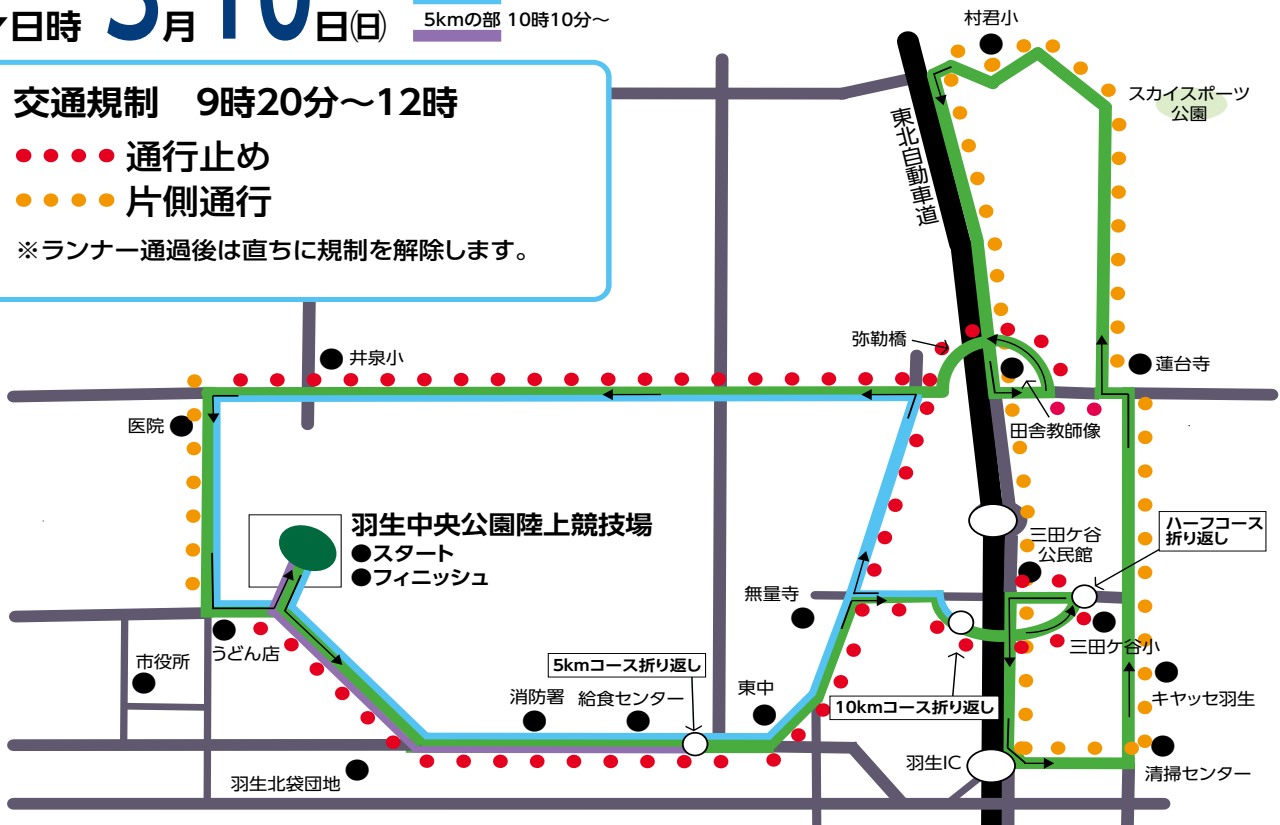 日時 3月10日(日)
5kmの部 10時10分～
交通規制 9時20分～12時
通行止め
片側通行
※ランナー通過後は直ちに規制を解除します。
村君小
スカイスポーツ
公園
東北自動車道
井泉小
弥勒橋
蓮台寺
医院
田舎教師像
羽生中央公園陸上競技場
●スタート
●フィニッシュ
ハーフコース
折り返し
三田ケ谷
公民館
無量寺
うどん店
三田ケ谷小
市役所
5kmコース折り返し
消防署
給食センター
東中
10kmコース折り返し
キヤッセ羽生
羽生IC
清掃センター
羽生北袋団地